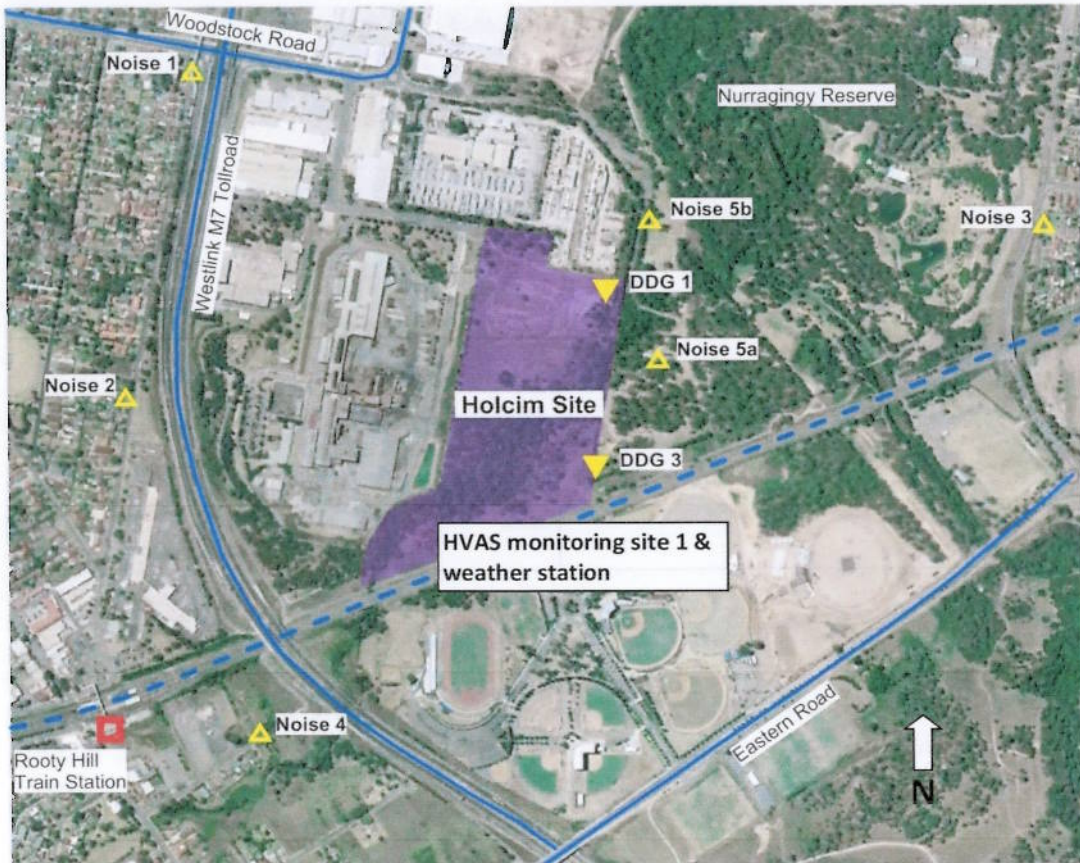 Woodstock Road
Noise 1
Nurragingy Reserve
Westlink M7 Tollroad
Noise 5b
Noise 3
DDG 1
Noise 5a
Noise 2
Holcim Site
DDG 3
HVAS monitoring site 1 &
weather station
Eastern Road
Noise 4
Rooty Hill
Train Station
N